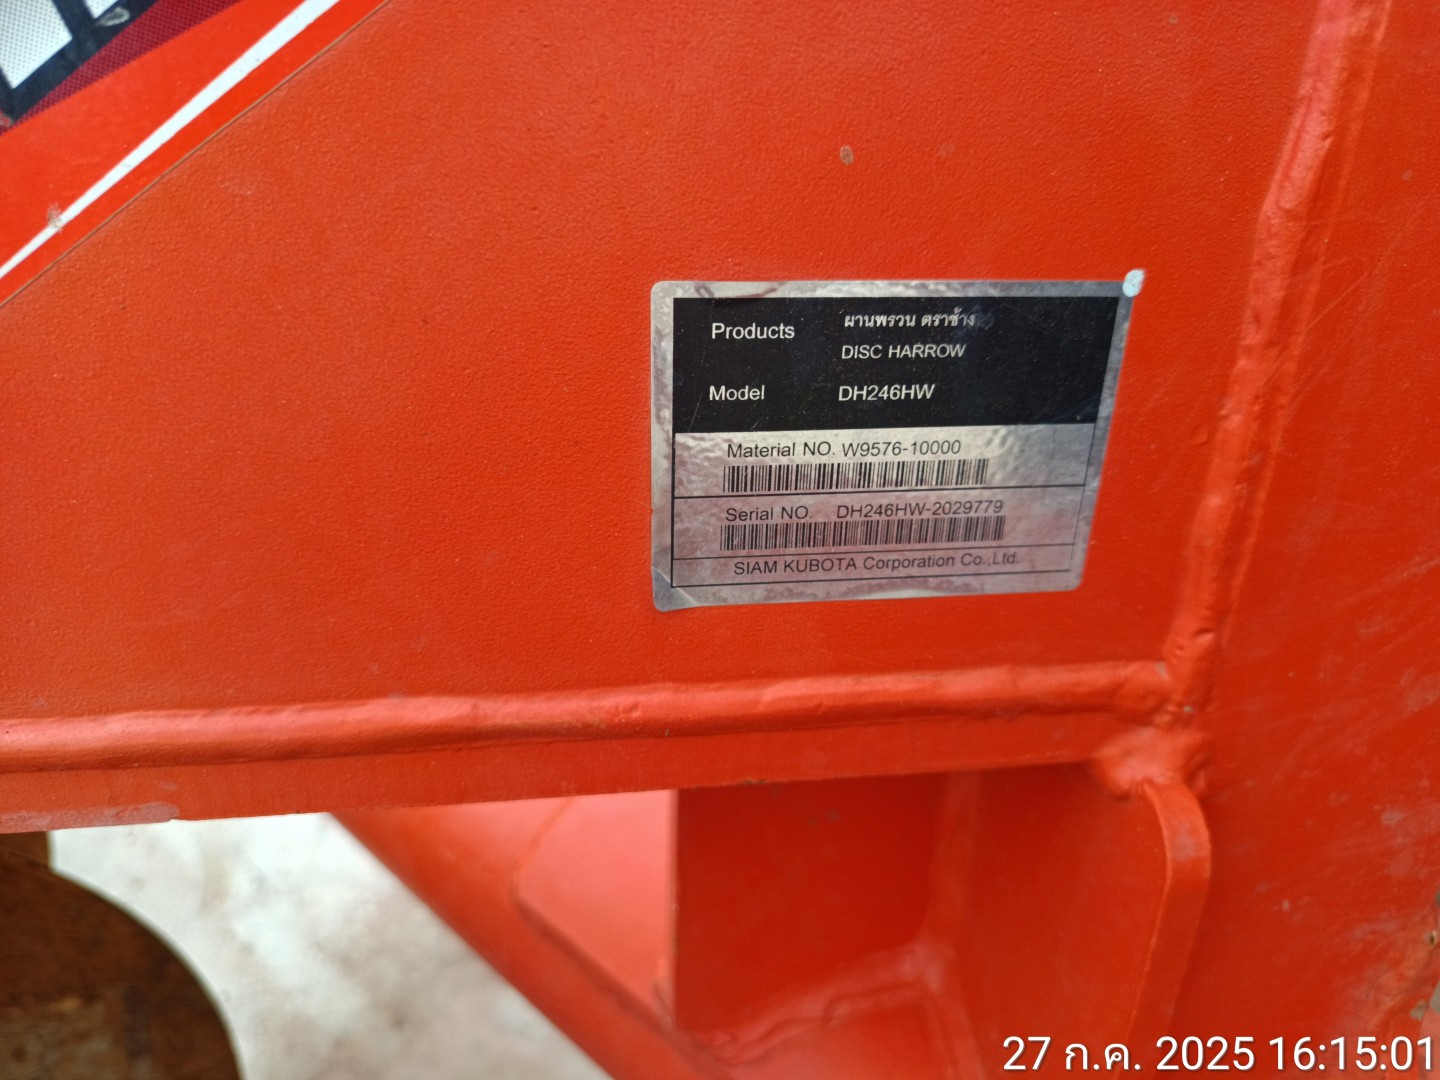 Products ผานพรวน ตราช้าง
DISC HARROW
Model DH246HW
Material NO. W9576-10000
Serial NO. DH246HW-2029779
SIAM KUBOTA Corporation Co.,Ltd.
27 ก.ค. 2025 16:15:01